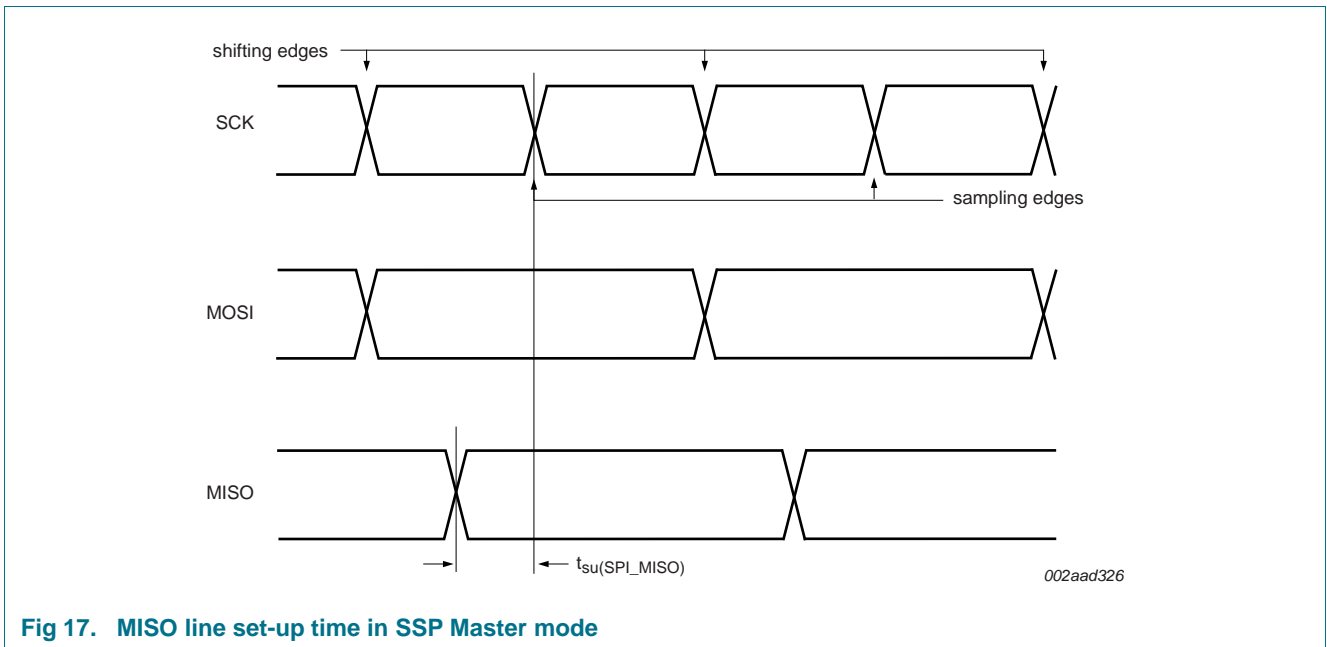 shifting edges
SCK
sampling edges
MOSI
MISO
tsu(SPI_MISO)
002aad326
Fig 17. MISO line set-up time in SSP Master mode